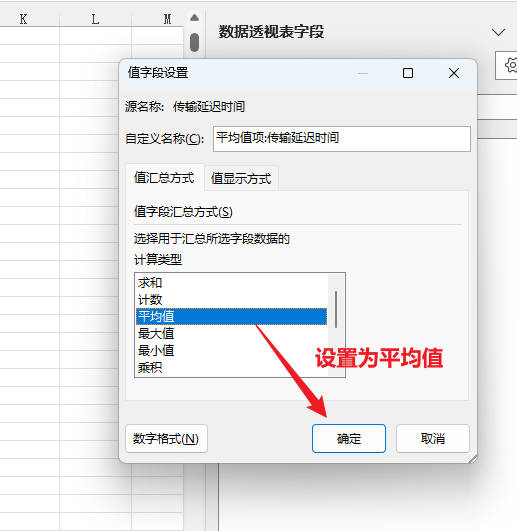 K L M
数据透视表字段
值字段设置
源名称: 传输延迟时间
自定义名称(C): 平均值项:传输延迟时间
值汇总方式 值显示方式
值字段汇总方式(S)
选择用于汇总所选字段数据的
计算类型
求和
计数
平均值
最大值
最小值
乘积
设置为平均值
数字格式(N) 确定 取消